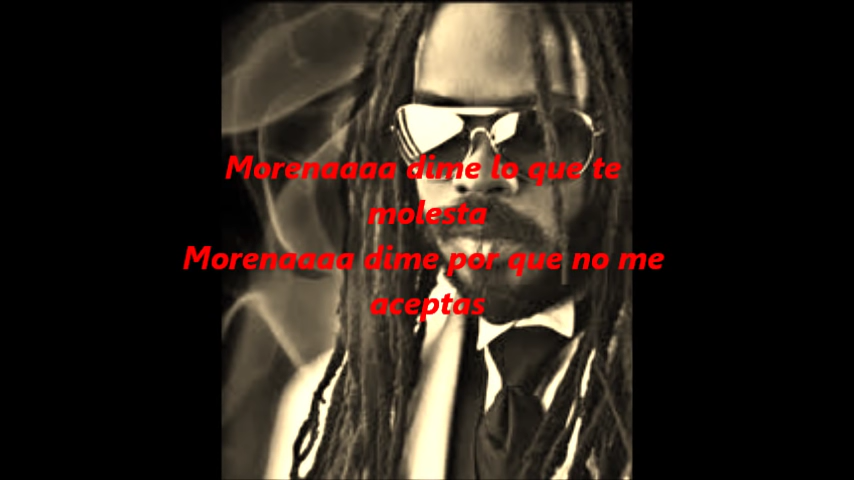 Morenaaaa dime lo que te
molesta
Morenaaaa dime por que no me
aceptas